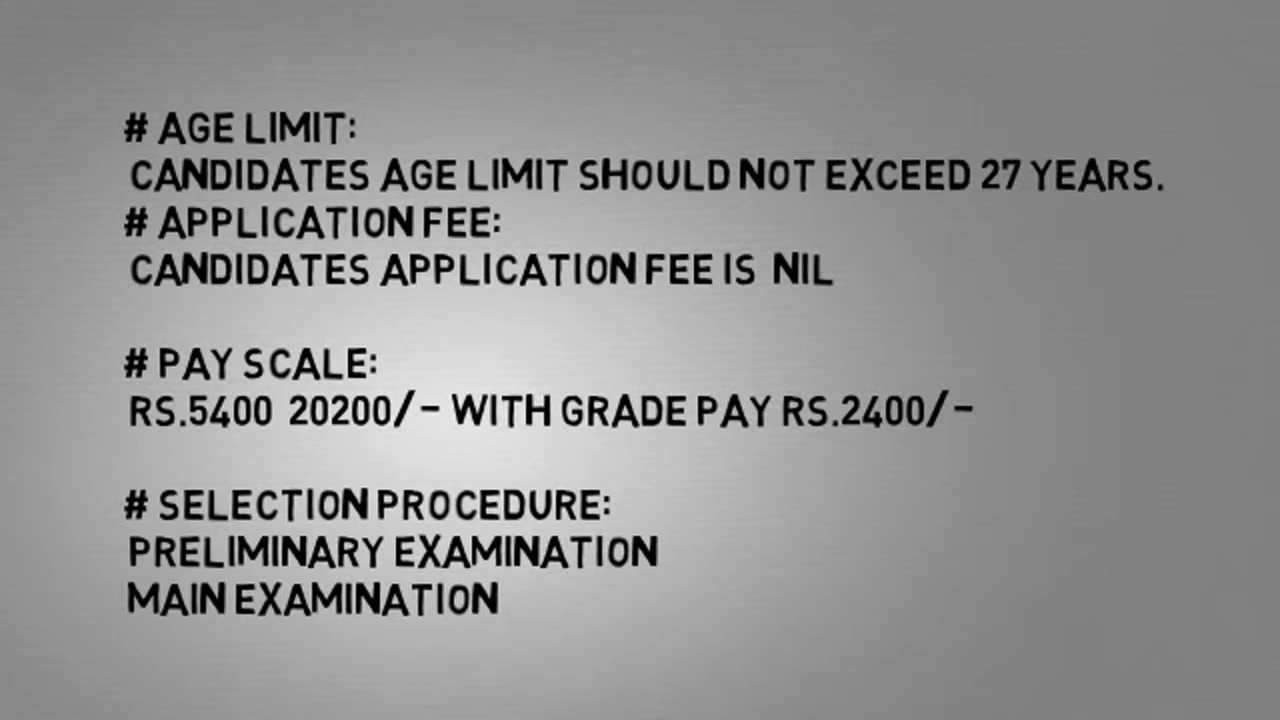 # AGE LIMIT:
CANDIDATES AGE LIMIT SHOULD NOT EXCEED 27 YEARS.
# APPLICATION FEE:
CANDIDATES APPLICATION FEE IS NIL
# PAY SCALE:
RS.5400 20200/- WITH GRADE PAY RS.2400/-
# SELECTION PROCEDURE:
PRELIMINARY EXAMINATION
MAIN EXAMINATION